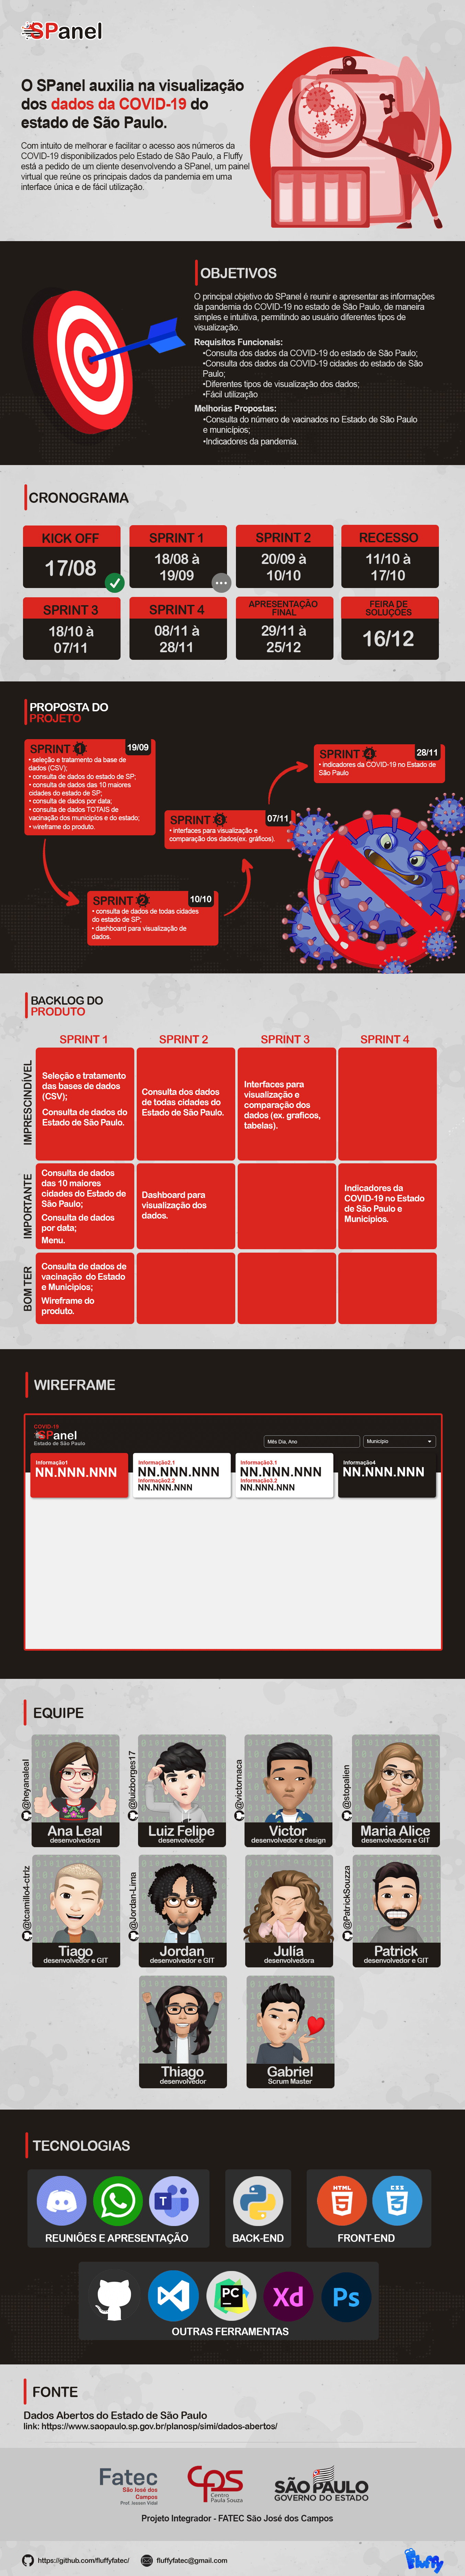 SPanel
O SPanel auxilia na visualização
dos dados da COVID-19 do
estado de São Paulo.
Com intuito de melhorar e facilitar o acesso aos números da
COVID-19 disponibilizados pelo Estado de São Paulo, a Fluffy
está a pedido de um cliente desenvolvendo a SPanel, um painel
virtual que reúne os principais dados da pandemia em uma
interface única e de fácil utilização.
OBJETIVOS
O principal objetivo do SPanel é reunir e apresentar as informações
da pandemia do COVID-19 no estado de São Paulo, de maneira
simples e intuitiva, permitindo ao usuário diferentes tipos de
visualização.
Requisitos Funcionais:
•Consulta dos dados da COVID-19 do estado de São Paulo;
•Consulta dos dados da COVID-19 cidades do estado de São
Paulo;
•Diferentes tipos de visualização dos dados;
•Fácil utilização
Melhorias Propostas:
•Consulta do número de vacinados no Estado de São Paulo
e municípios;
•Indicadores da pandemia.
CRONOGRAMA
KICK OFF
17/08
SPRINT 1
18/08 à
19/09
SPRINT 2
20/09 à
10/10
RECESSO
11/10 à
17/10
SPRINT 3
18/10 à
07/11
SPRINT 4
08/11 à
28/11
APRESENTAÇÃO
FINAL
29/11 à
25/12
FEIRA DE
SOLUÇÕES
16/12
PROPOSTA DO
PROJETO
SPRINT 1
19/09
• seleção e tratamento da base de
dados (CSV);
• consulta de dados do estado de SP;
• consulta de dados das 10 maiores
cidades do estado de SP;
• consulta de dados por data;
• consulta de dados TOTAIS de
vacinação dos municípios e do estado;
• wireframe do produto.
SPRINT 2
10/10
• consulta de dados de todas cidades
do estado de SP;
• dashboard para visualização de
dados.
SPRINT 3
07/11
• interfaces para visualização e
comparação dos dados(ex. gráficos).
SPRINT 4
28/11
• indicadores da COVID-19 no Estado de
São Paulo
BACKLOG DO
PRODUTO
SPRINT 1
SPRINT 2
SPRINT 3
SPRINT 4
IMPRESCINDÍVEL
Seleção e tratamento
das bases de dados
(CSV);
Consulta de dados do
Estado de São Paulo.
Consulta dos dados
de todas cidades do
Estado de São Paulo.
Interfaces para
visualização e
comparação dos
dados (ex. graficos,
tabelas).
IMPORTANTE
Consulta de dados
das 10 maiores
cidades do Estado de
São Paulo;
Consulta de dados
por data;
Menu.
Dashboard para
visualização dos
dados.
Indicadores da
COVID-19 no Estado
de São Paulo e
Municípios.
BOM TER
Consulta de dados de
vacinação do Estado
e Municípios;
Wireframe do
produto.
WIREFRAME
COVID-19
SPanel
Estado de São Paulo
Mês Dia, Ano
Município
Informação1
NN.NNN.NNN
Informação2.1
NN.NNN.NNN
Informação2.2
NN.NNN.NNN
Informação3.1
NN.NNN.NNN
Informação3.2
NN.NNN.NNN
Informação4
NN.NNN.NNN
EQUIPE
@heyanaleal
Ana Leal
desenvolvedora
@luizborges17
Luiz Felipe
desenvolvedor
@victornaca
Victor
desenvolvedor e design
@stopalien
Maria Alice
desenvolvedora e GIT
@tcamillo4-ctrlz
Tiago
desenvolvedor e GIT
@Jordan-Lima
Jordan
desenvolvedor e GIT
Julía
desenvolvedora
@PatrickSouzza
Patrick
desenvolvedor e GIT
Thiago
desenvolvedor
Gabriel
Scrum Master
TECNOLOGIAS
REUNIÕES E APRESENTAÇÃO
BACK-END
HTML
5
CSS
3
FRONT-END
PC
Xd
Ps
OUTRAS FERRAMENTAS
FONTE
Dados Abertos do Estado de São Paulo
link: https://www.saopaulo.sp.gov.br/planosp/simi/dados-abertos/
Fatec
São José dos
Campos
Prof. Jessen Vidal
CPS
Centro
Paula Souza
SÃO PAULO
GOVERNO DO ESTADO
Projeto Integrador - FATEC São José dos Campos
https://github.com/fluffyfatec/
fluffyfatec@gmail.com
Fluffy